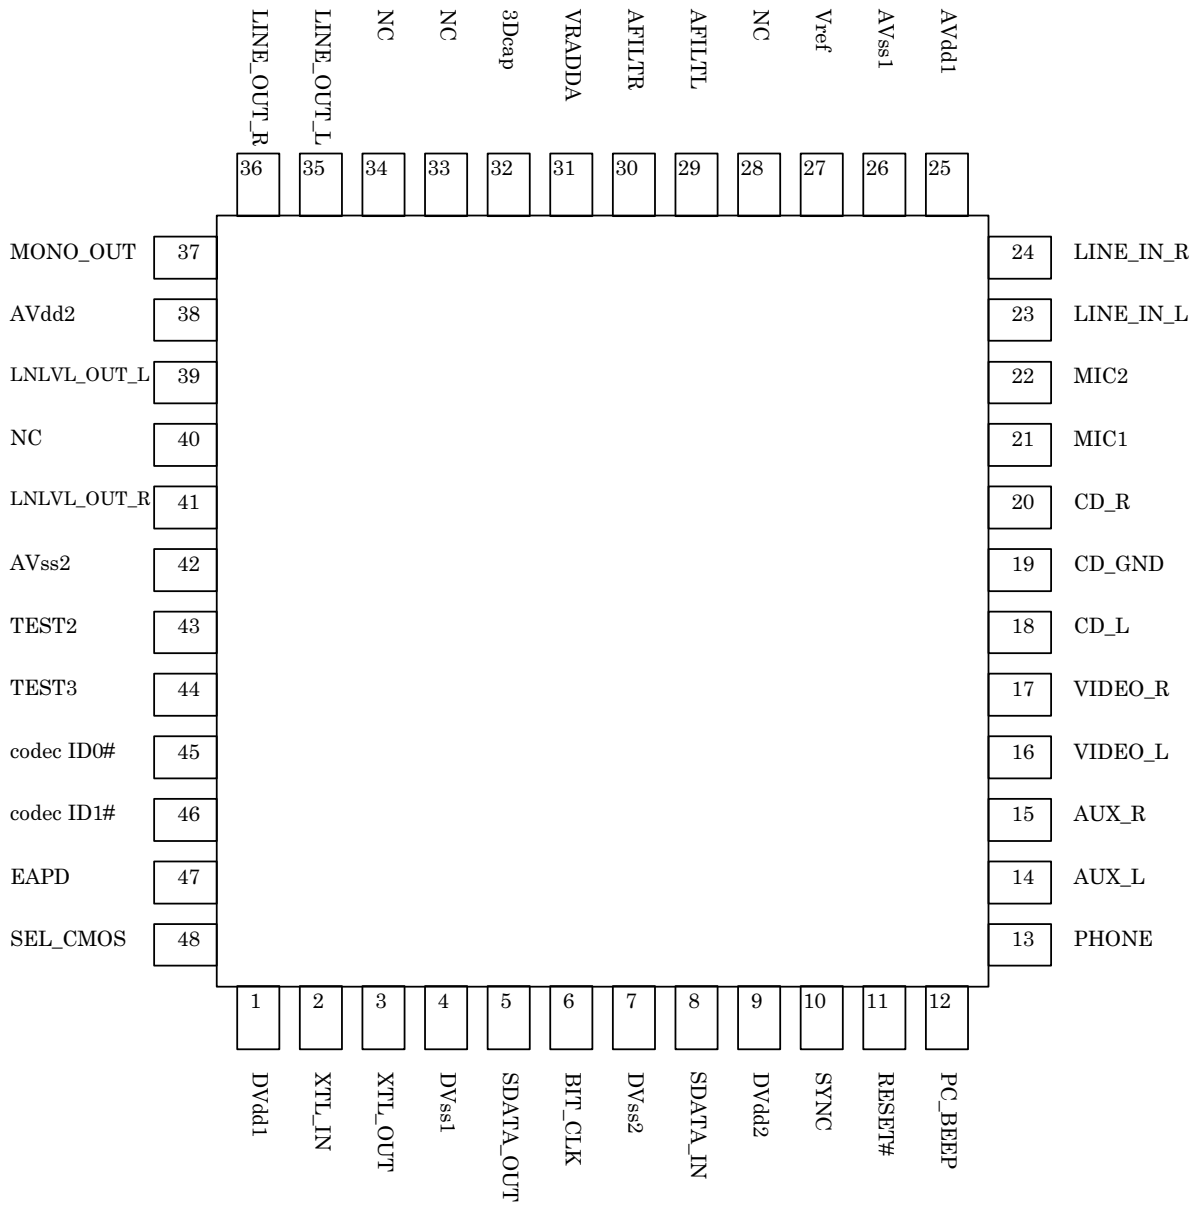 LINE_OUT_R
LINE_OUT_L
NC
NC
3Dcap
VRADDA
AFILTR
AFILTL
NC
Vref
AVss1
AVdd1
36
35
34
33
32
31
30
29
28
27
26
25
MONO_OUT 37
24 LINE_IN_R
AVdd2 38
23 LINE_IN_L
LNLVL_OUT_L 39
22 MIC2
NC 40
21 MIC1
LNLVL_OUT_R 41
20 CD_R
AVss2 42
19 CD_GND
TEST2 43
18 CD_L
TEST3 44
17 VIDEO_R
codec ID0# 45
16 VIDEO_L
codec ID1# 46
15 AUX_R
EAPD 47
14 AUX_L
SEL_CMOS 48
13 PHONE
1
2
3
4
5
6
7
8
9
10
11
12
DVdd1
XTL_IN
XTL_OUT
DVss1
SDATA_OUT
BIT_CLK
DVss2
SDATA_IN
DVdd2
SYNC
RESET#
PC_BEEP